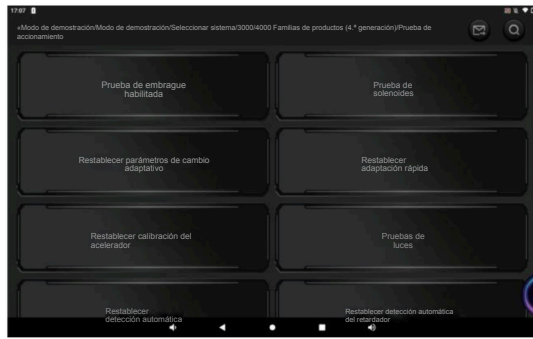 17:07
«Modo de demostración/Modo de demostración/Seleccionar sistema/3000/4000 Familias de productos (4.ª generación)/Prueba de
accionamiento
Prueba de embrague
habilitada
Prueba de
solenoides
Restablecer parámetros de cambio
adaptativo
Restablecer
adaptación rápida
Restablecer calibración del
acelerador
Pruebas de
luces
Restablecer
detección automática
Restablecer detección automática
del retardador